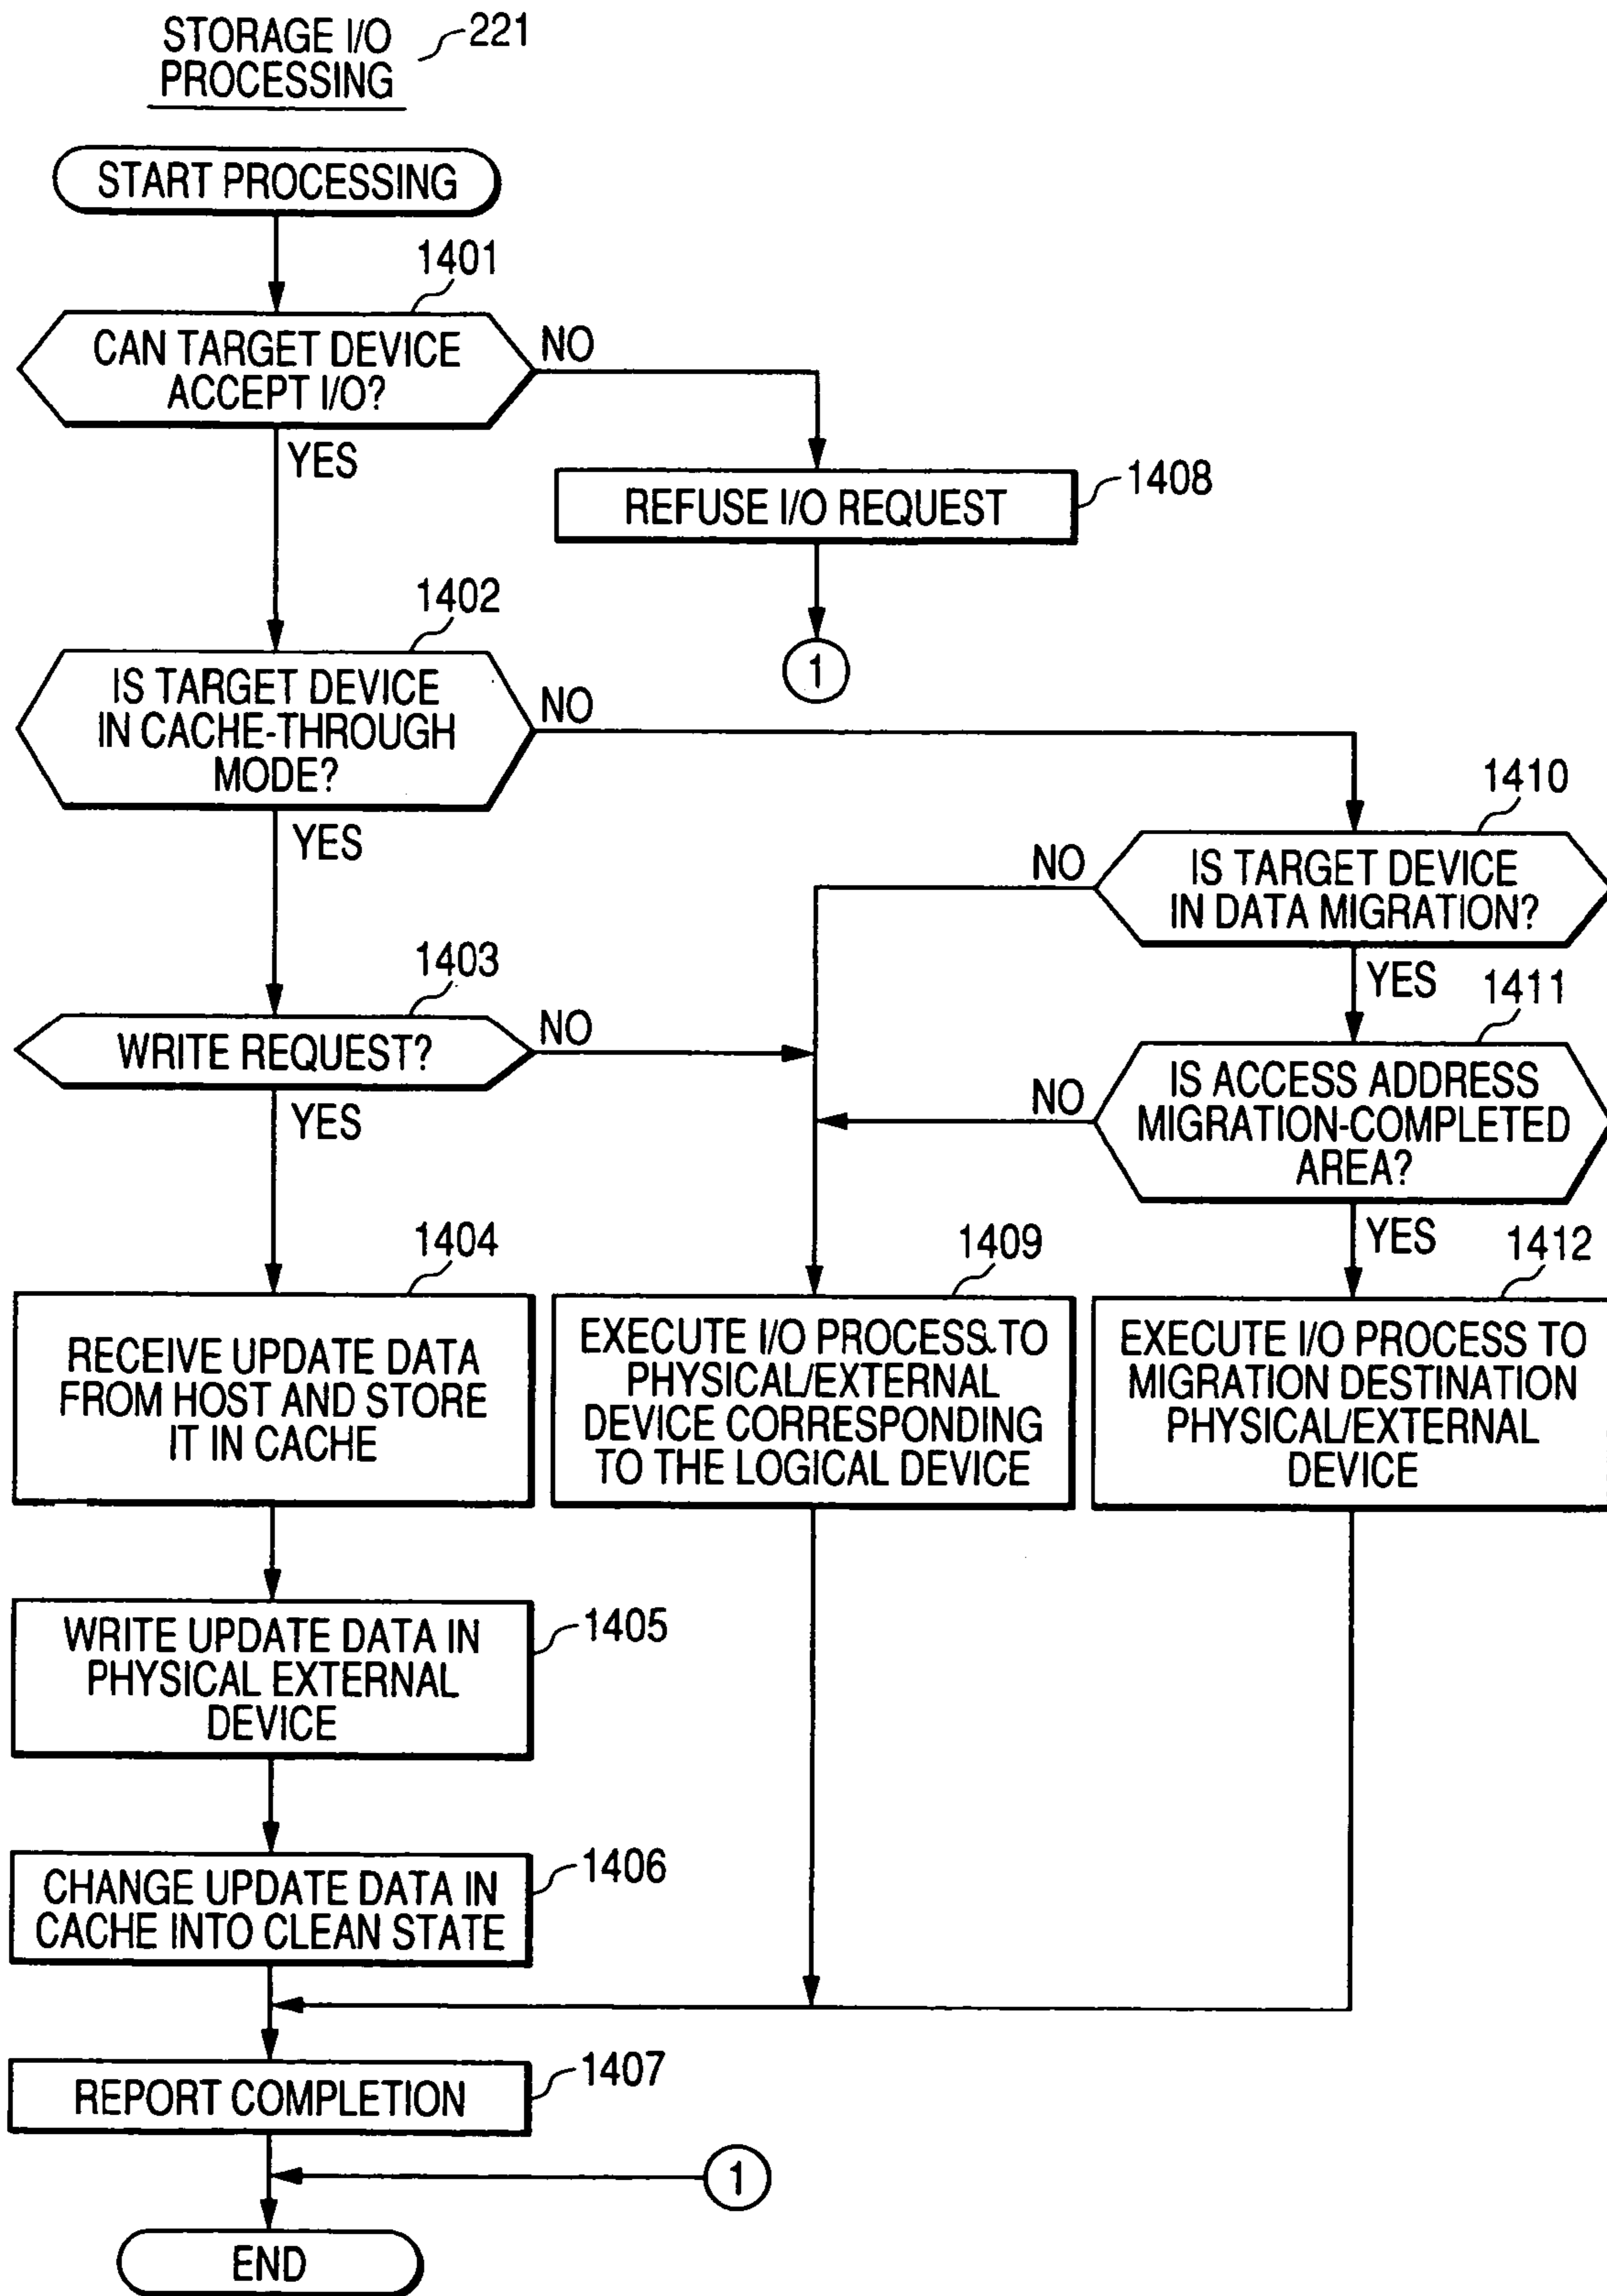 STORAGE I/O
PROCESSING
221
START PROCESSING
1401
CAN TARGET DEVICE
ACCEPT I/O?
NO
YES
REFUSE I/O REQUEST
1408
1
1402
IS TARGET DEVICE
IN CACHE-THROUGH
MODE?
NO
YES
1410
IS TARGET DEVICE
IN DATA MIGRATION?
NO
YES
1403
WRITE REQUEST?
NO
YES
1411
IS ACCESS ADDRESS
MIGRATION-COMPLETED
AREA?
NO
YES
1404
RECEIVE UPDATE DATA
FROM HOST AND STORE
IT IN CACHE
1409
EXECUTE I/O PROCESS TO
PHYSICAL/EXTERNAL
DEVICE CORRESPONDING
TO THE LOGICAL DEVICE
1412
EXECUTE I/O PROCESS TO
MIGRATION DESTINATION
PHYSICAL/EXTERNAL
DEVICE
WRITE UPDATE DATA IN
PHYSICAL EXTERNAL
DEVICE
1405
CHANGE UPDATE DATA IN
CACHE INTO CLEAN STATE
1406
REPORT COMPLETION
1407
1
END